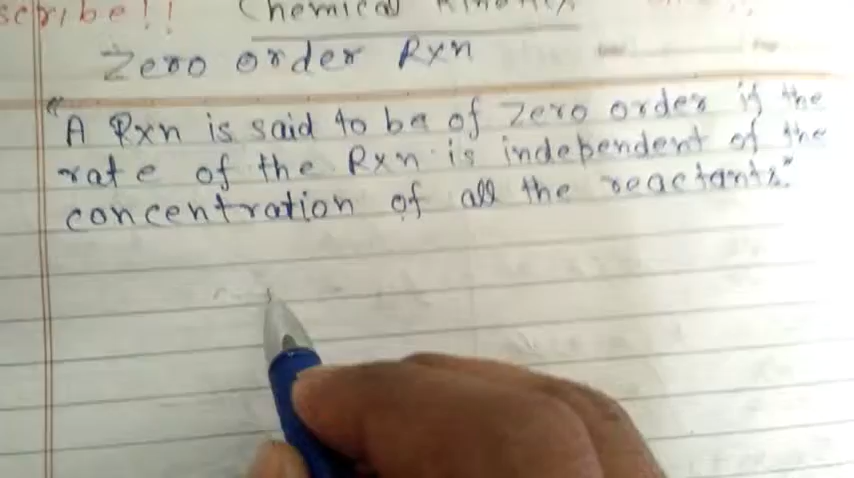 scribe!! Chemical Kinetic
Zero order Rxn
"A Rxn is said to be of zero order if the
rate of the Rxn is independent of the
concentration of all the reactants."